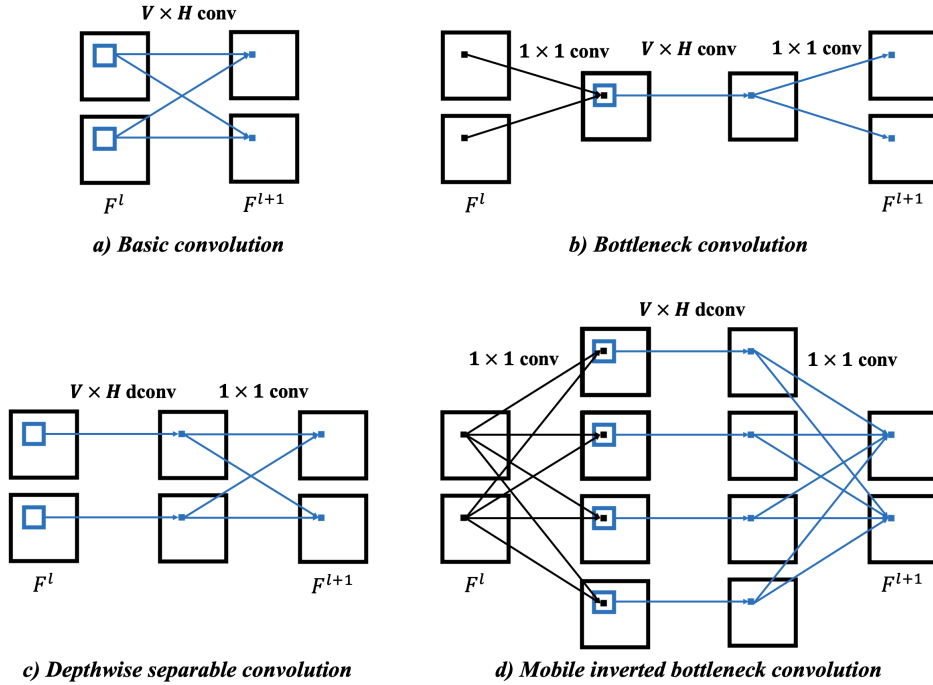 V × H conv
F^l
F^{l+1}
a) Basic convolution
1 × 1 conv
V × H conv
1 × 1 conv
F^l
F^{l+1}
b) Bottleneck convolution
V × H dconv
1 × 1 conv
F^l
F^{l+1}
c) Depthwise separable convolution
V × H dconv
1 × 1 conv
1 × 1 conv
F^l
F^{l+1}
d) Mobile inverted bottleneck convolution